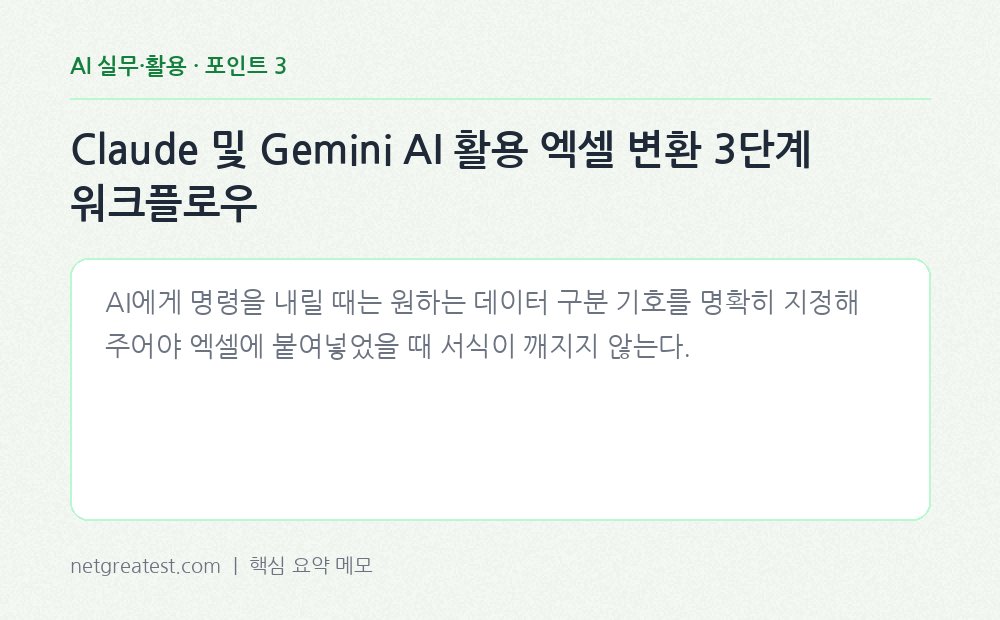 AI 실무·활용 · 포인트 3
Claude 및 Gemini AI 활용 엑셀 변환 3단계
워크플로우
AI에게 명령을 내릴 때는 원하는 데이터 구분 기호를 명확히 지정해
주어야 엑셀에 붙여넣었을 때 서식이 깨지지 않는다.
netgreatest.com | 핵심 요약 메모